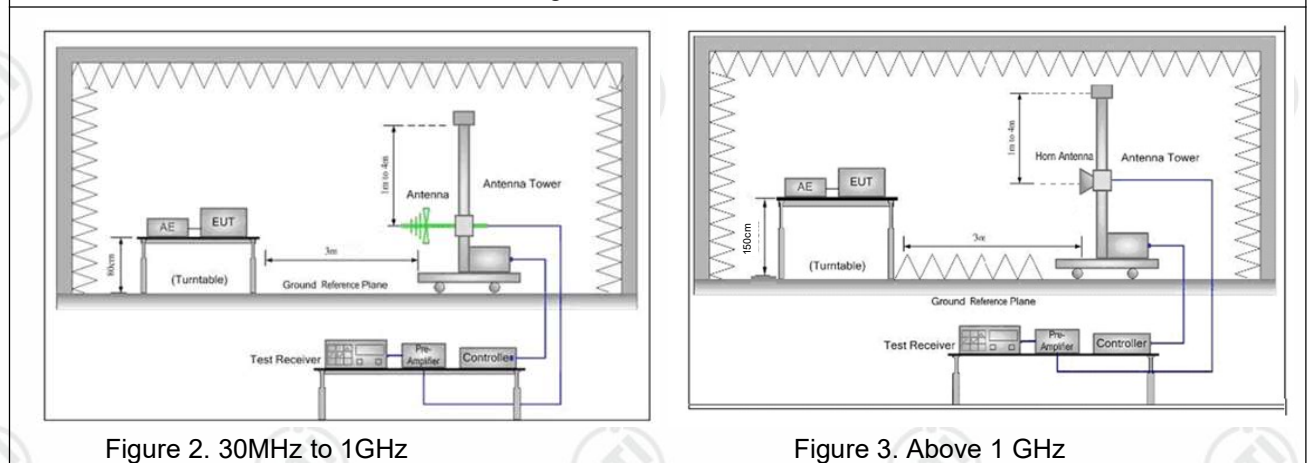 1m to 4m
Antenna
Antenna Tower
AE
EUT
80cm
3m
(Turntable)
Ground Reference Plane
Test Receiver
Pre-
Amplifier
Controller
Figure 2. 30MHz to 1GHz
1m to 4m
Horn Antenna
Antenna Tower
AE
EUT
150cm
3m
(Turntable)
Ground Reference Plane
Test Receiver
Pre-
Amplifier
Controller
Figure 3. Above 1 GHz